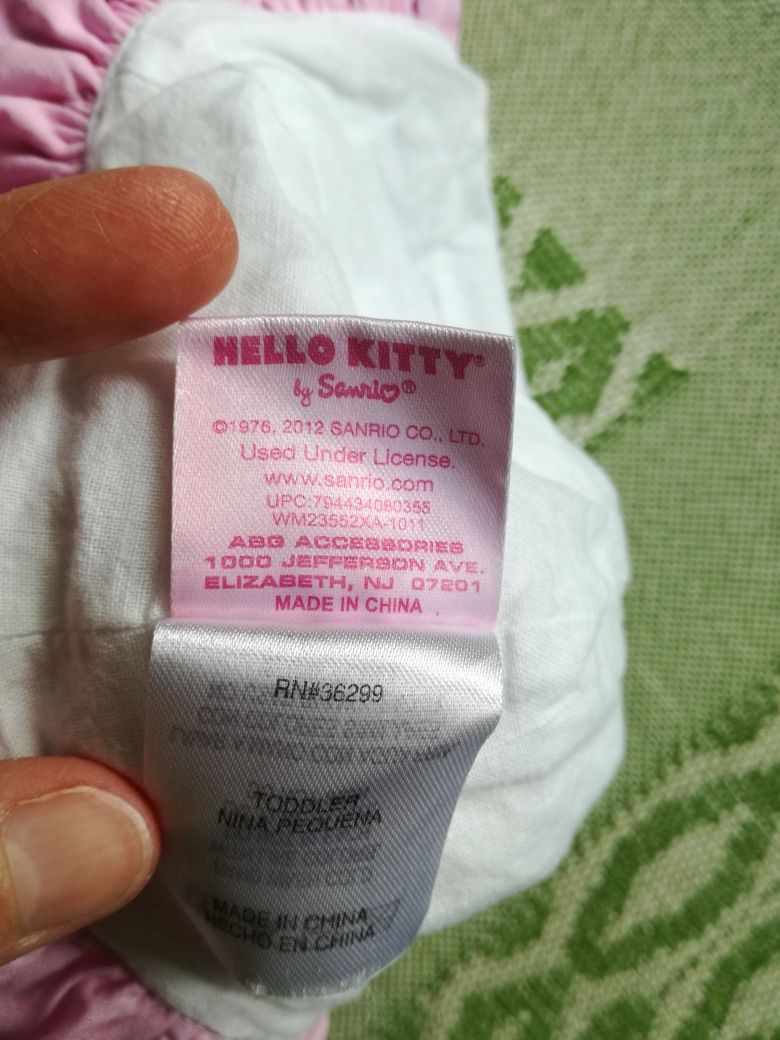 HELLO KITTY®
by Sanrio®
©1976, 2012 SANRIO CO., LTD.
Used Under License.
www.sanrio.com
UPC:794434060355
WM23552XA-1011
ABG ACCESSORIES
1000 JEFFERSON AVE.
ELIZABETH, NJ 07201
MADE IN CHINA
RN#36299
TODDLER
NINA PEQUENA
MADE IN CHINA
HECHO EN CHINA